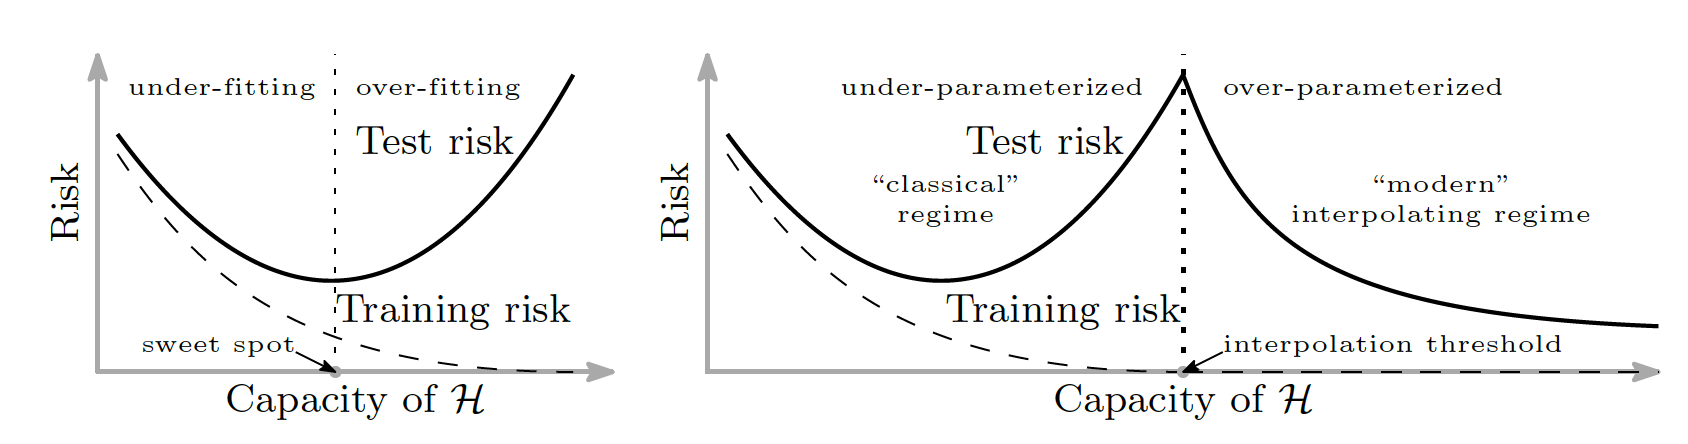 under-fitting
over-fitting
Test risk
Risk
Training risk
sweet spot
Capacity of ℋ
under-parameterized
over-parameterized
Test risk
“classical”
regime
“modern”
interpolating regime
Risk
Training risk
interpolation threshold
Capacity of ℋ